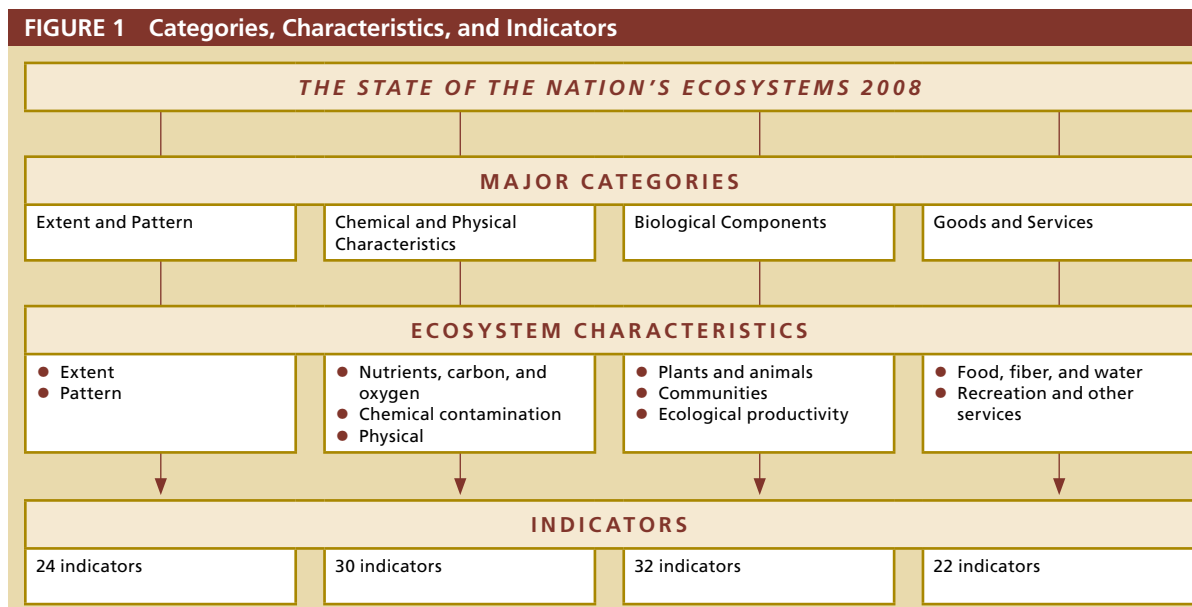 FIGURE 1 Categories, Characteristics, and Indicators
THE STATE OF THE NATION'S ECOSYSTEMS 2008
MAJOR CATEGORIES
Extent and Pattern
Chemical and Physical
Characteristics
Biological Components
Goods and Services
ECOSYSTEM CHARACTERISTICS
● Extent
● Pattern
● Nutrients, carbon, and
oxygen
● Chemical contamination
● Physical
● Plants and animals
● Communities
● Ecological productivity
● Food, fiber, and water
● Recreation and other
services
INDICATORS
24 indicators
30 indicators
32 indicators
22 indicators